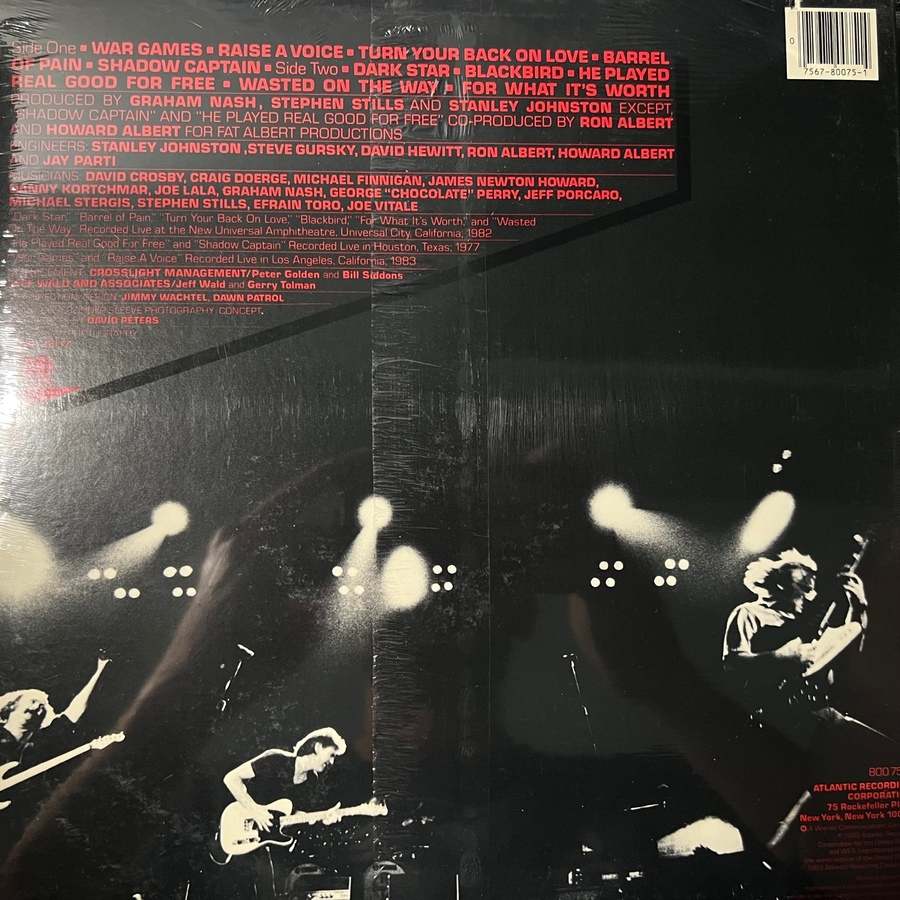 Side One ▪ WAR GAMES ▪ RAISE A VOICE ▪ TURN YOUR BACK ON LOVE ▪ BARREL
OF PAIN ▪ SHADOW CAPTAIN ▪ Side Two ▪ DARK STAR ▪ BLACKBIRD ▪ HE PLAYED
REAL GOOD FOR FREE ▪ WASTED ON THE WAY ▪ FOR WHAT IT'S WORTH
PRODUCED BY GRAHAM NASH, STEPHEN STILLS AND STANLEY JOHNSTON EXCEPT
"SHADOW CAPTAIN" AND "HE PLAYED REAL GOOD FOR FREE" CO-PRODUCED BY RON ALBERT
AND HOWARD ALBERT FOR FAT ALBERT PRODUCTIONS
ENGINEERS: STANLEY JOHNSTON, STEVE GURSKY, DAVID HEWITT, RON ALBERT, HOWARD ALBERT
AND JAY PARTI
MUSICIANS: DAVID CROSBY, CRAIG DOERGE, MICHAEL FINNIGAN, JAMES NEWTON HOWARD,
DANNY KORTCHMAR, JOE LALA, GRAHAM NASH, GEORGE "CHOCOLATE" PERRY, JEFF PORCARO,
MICHAEL STERGIS, STEPHEN STILLS, EFRAIN TORO, JOE VITALE
"Dark Star," "Barrel of Pain," "Turn Your Back On Love," "Blackbird," "For What It's Worth," and "Wasted
On The Way" Recorded Live at the New Universal Amphitheatre, Universal City, California, 1982
"He Played Real Good For Free" and "Shadow Captain" Recorded Live in Houston, Texas, 1977
"War Games" and "Raise A Voice" Recorded Live in Los Angeles, California, 1983
CROSSLIGHT MANAGEMENT/Peter Golden and Bill Siddons
WALD AND ASSOCIATES/Jeff Wald and Gerry Tolman
JIMMY WACHTEL, DAWN PATROL
SLEEVE PHOTOGRAPHY CONCEPT,
DAVID PETERS
0
7567-80075-1
800 75
ATLANTIC RECORDI
CORPORATI
75 Rockefeller Pl
New York, New York 100